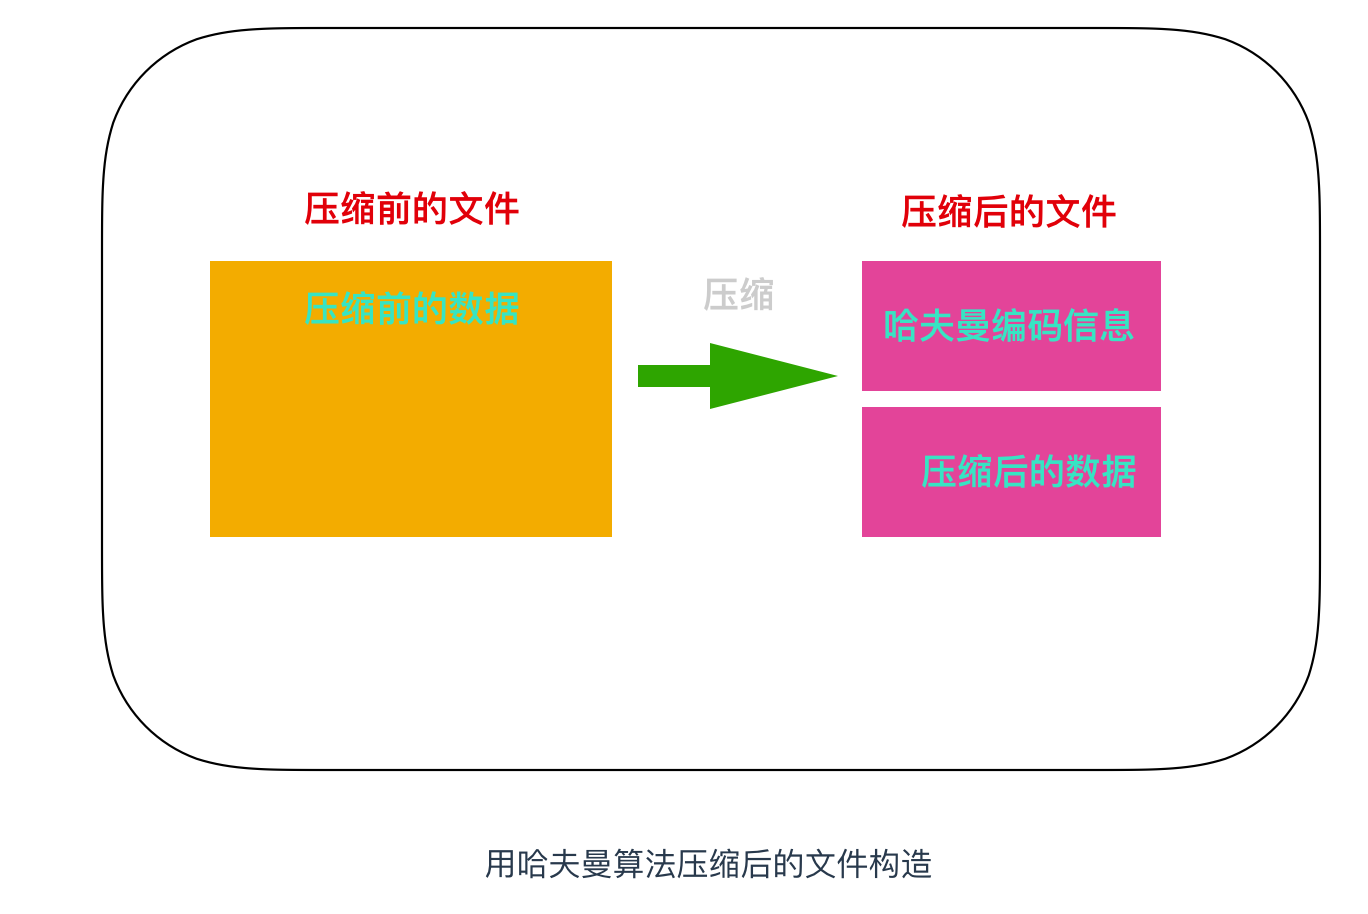 压缩前的文件
压缩后的文件
压缩前的数据
压缩
哈夫曼编码信息
压缩后的数据
用哈夫曼算法压缩后的文件构造